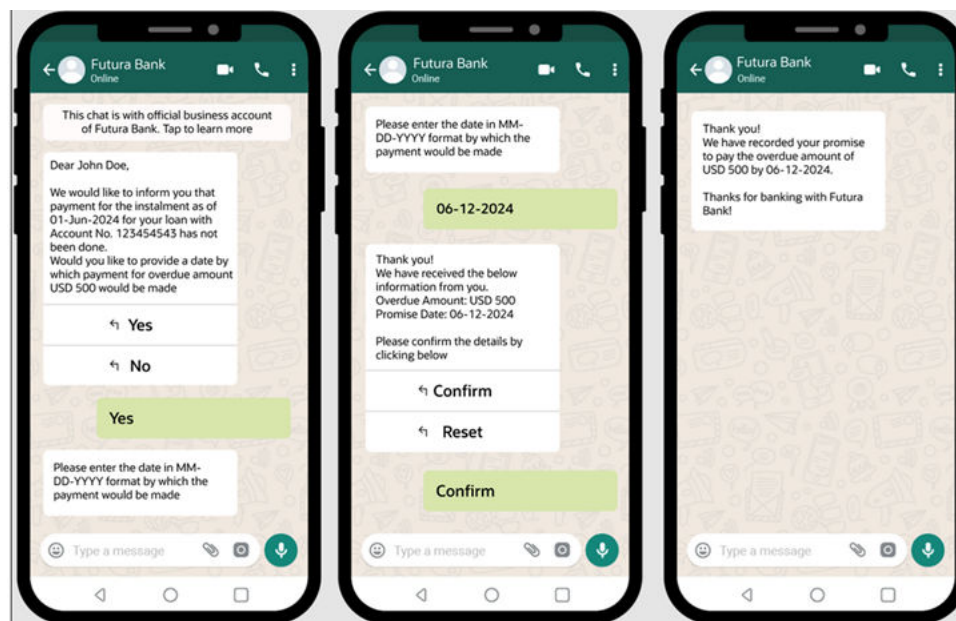 Futura Bank
Online
This chat is with official business account
of Futura Bank. Tap to learn more
Dear John Doe,
We would like to inform you that
payment for the instalment as of
01-Jun-2024 for your loan with
Account No. 123454543 has not
been done.
Would you like to provide a date by
which payment for overdue amount
USD 500 would be made
Yes
No
Yes
Please enter the date in MM-
DD-YYYY format by which the
payment would be made
Type a message
Futura Bank
Online
Please enter the date in MM-
DD-YYYY format by which the
payment would be made
06-12-2024
Thank you!
We have received the below
information from you.
Overdue Amount: USD 500
Promise Date: 06-12-2024
Please confirm the details by
clicking below
Confirm
Reset
Confirm
Type a message
Futura Bank
Online
Thank you!
We have recorded your promise
to pay the overdue amount of
USD 500 by 06-12-2024.
Thanks for banking with Futura
Bank!
Type a message